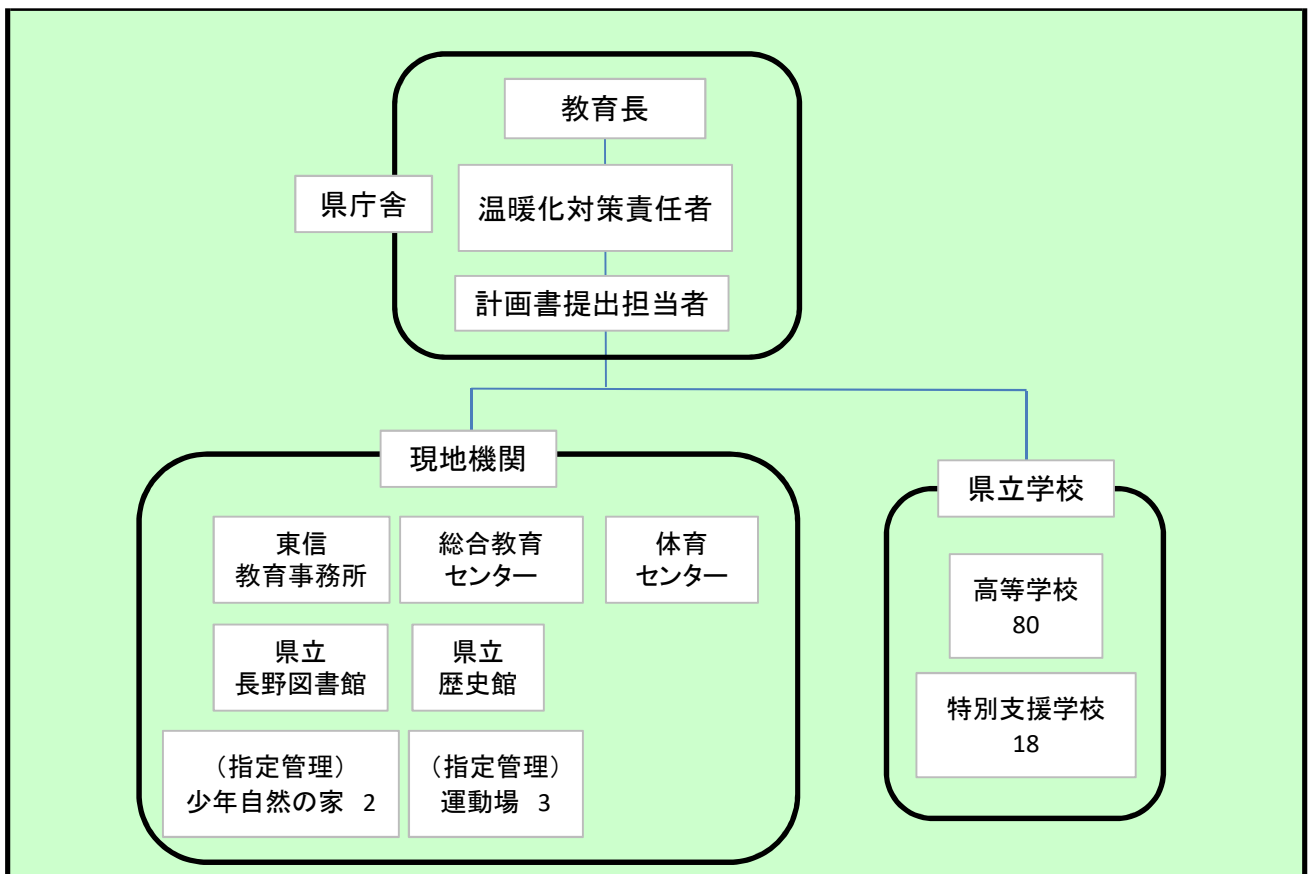 教育長
県庁舎
温暖化対策責任者
計画書提出担当者
現地機関
東信
教育事務所
総合教育
センター
体育
センター
県立
長野図書館
県立
歴史館
（指定管理）
少年自然の家 2
（指定管理）
運動場 3
県立学校
高等学校
80
特別支援学校
18